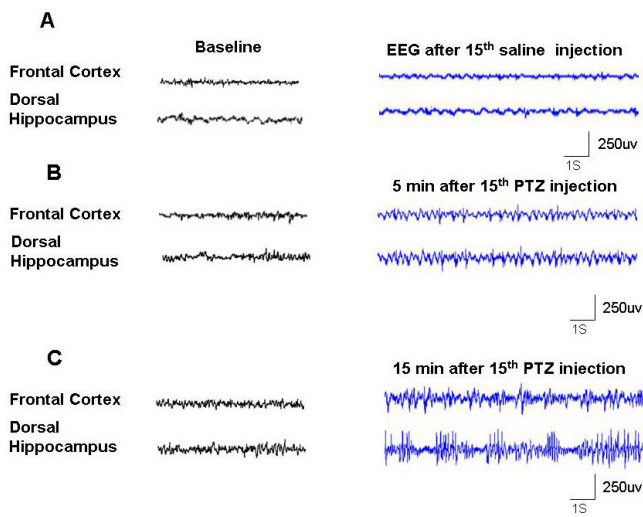 A
Baseline
EEG after 15th saline injection
Frontal Cortex
Dorsal
Hippocampus
250uv
1S
B
5 min after 15th PTZ injection
Frontal Cortex
Dorsal
Hippocampus
250uv
1S
C
15 min after 15th PTZ injection
Frontal Cortex
Dorsal
Hippocampus
250uv
1S